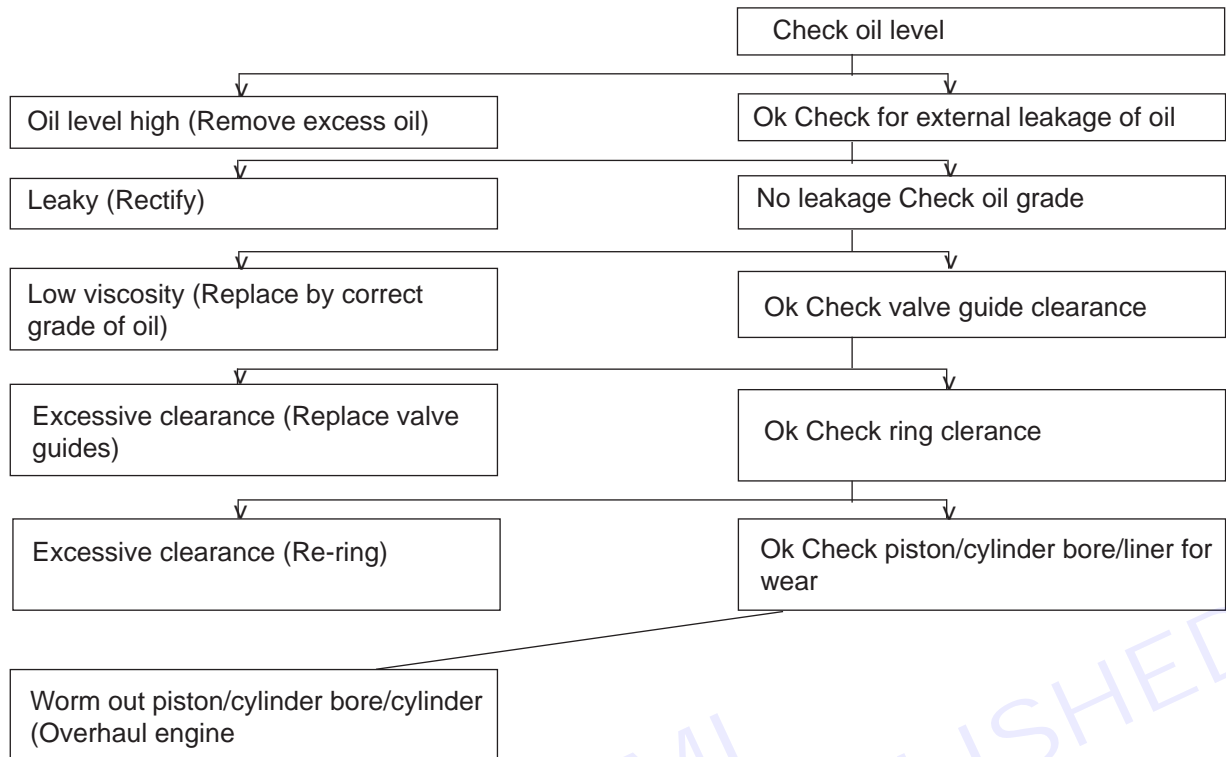 Check oil level
Oil level high (Remove excess oil)
Ok Check for external leakage of oil
Leaky (Rectify)
No leakage Check oil grade
Low viscosity (Replace by correct
grade of oil)
Ok Check valve guide clearance
Excessive clearance (Replace valve
guides)
Ok Check ring clerance
Excessive clearance (Re-ring)
Ok Check piston/cylinder bore/liner for
wear
Worm out piston/cylinder bore/cylinder
(Overhaul engine